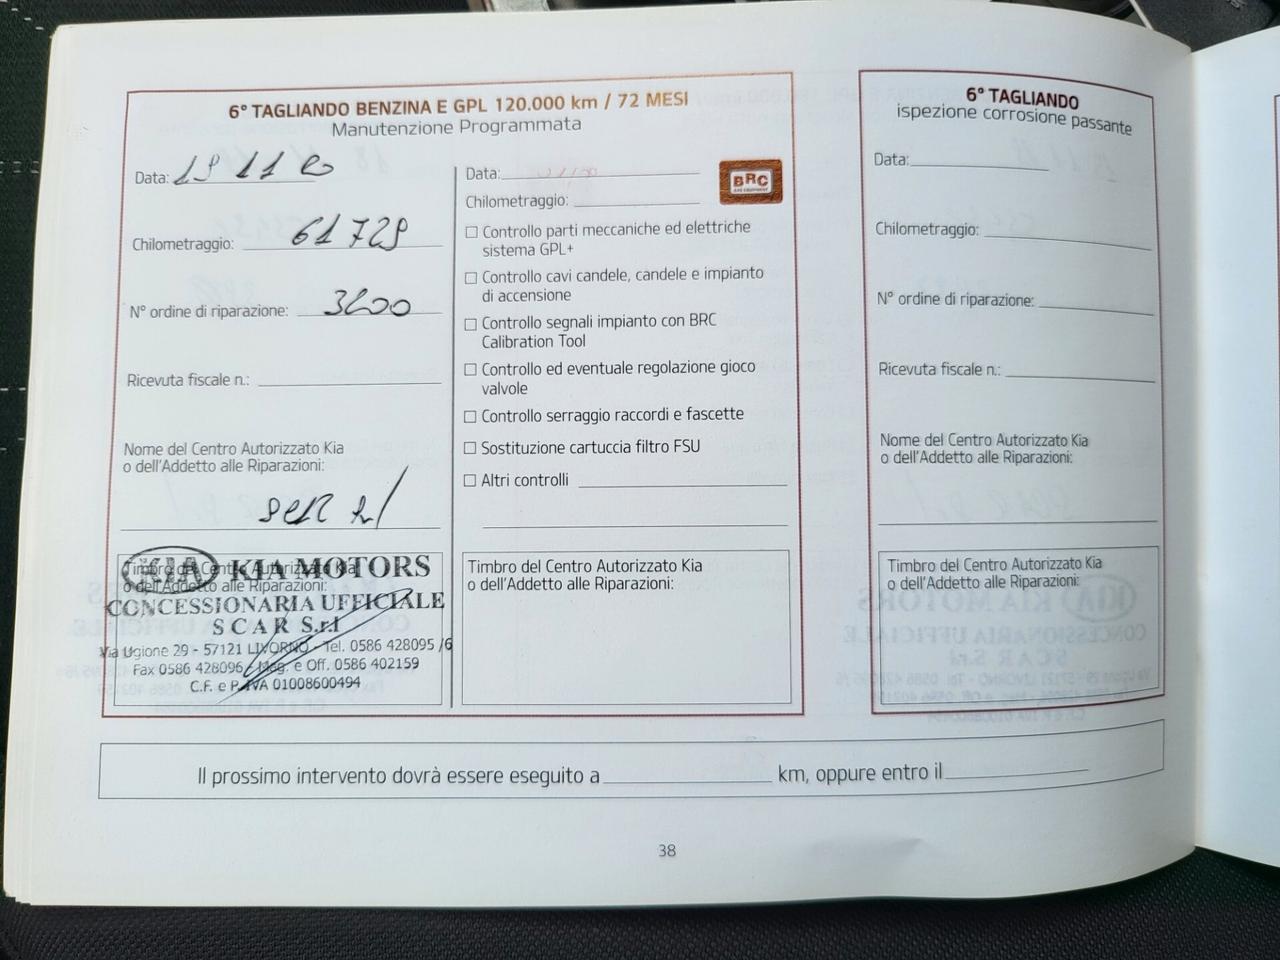 6° TAGLIANDO BENZINA E GPL 120.000 km / 72 MESI
Manutenzione Programmata
Data:
Chilometraggio: 61729
N° ordine di riparazione:
Ricevuta fiscale n.:
Nome del Centro Autorizzato Kia
o dell'Addetto alle Riparazioni:
Timbro del Centro Autorizzato Kia
o dell'Addetto alle Riparazioni:
KIA KIA MOTORS
CONCESSIONARIA UFFICIALE
S C A R S.r.l
Via Ugione 29 - 57121 LIVORNO - Tel. 0586 428095 /6
Fax 0586 428096 - Mag. e Off. 0586 402159
C.F. e P. IVA 01008600494
Data:
BRC
GAS EQUIPMENT
Chilometraggio:
Controllo parti meccaniche ed elettriche
sistema GPL+
Controllo cavi candele, candele e impianto
di accensione
Controllo segnali impianto con BRC
Calibration Tool
Controllo ed eventuale regolazione gioco
valvole
Controllo serraggio raccordi e fascette
Sostituzione cartuccia filtro FSU
Altri controlli
Timbro del Centro Autorizzato Kia
o dell'Addetto alle Riparazioni:
6° TAGLIANDO
ispezione corrosione passante
Data:
Chilometraggio:
N° ordine di riparazione:
Ricevuta fiscale n.:
Nome del Centro Autorizzato Kia
o dell'Addetto alle Riparazioni:
Timbro del Centro Autorizzato Kia
o dell'Addetto alle Riparazioni:
Il prossimo intervento dovrà essere eseguito a km, oppure entro il
38